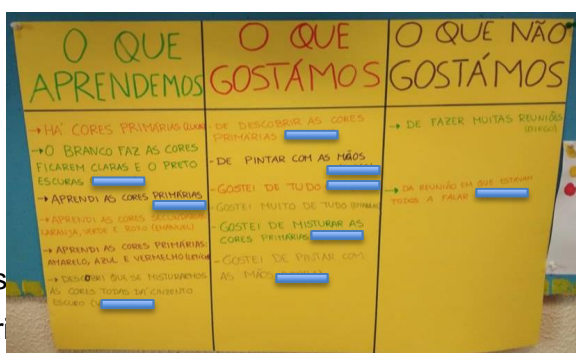 O QUE
APRENDEMOS
→ HÁ CORES PRIMÁRIAS
→ O BRANCO FAZ AS CORES
FICAREM CLARAS E O PRETO
ESCURAS
→ APRENDI AS CORES PRIMÁRIAS
→ APRENDI AS CORES SECUNDÁRIAS
LARANJA, VERDE E ROXO (EMANUEL)
→ APRENDI AS CORES PRIMÁRIAS:
AMARELO, AZUL E VERMELHO
→ DESCOBRI QUE SE MISTURARMOS
AS CORES TODAS DÁ CINZENTO
ESCURO
O QUE
GOSTÁMOS
- DE DESCOBRIR AS CORES
PRIMÁRIAS
- DE PINTAR COM AS MÃOS
- GOSTEI DE TUDO
- GOSTEI MUITO DE TUDO
- GOSTEI DE MISTURAR AS
CORES PRIMÁRIAS
- GOSTEI DE PINTAR COM
AS MÃOS
O QUE NÃO
GOSTÁMOS
→ DE FAZER MUITAS REUNIÕES
(DIEGO)
→ DA REUNIÃO EM QUE ESTAVAM
TODOS A FALAR